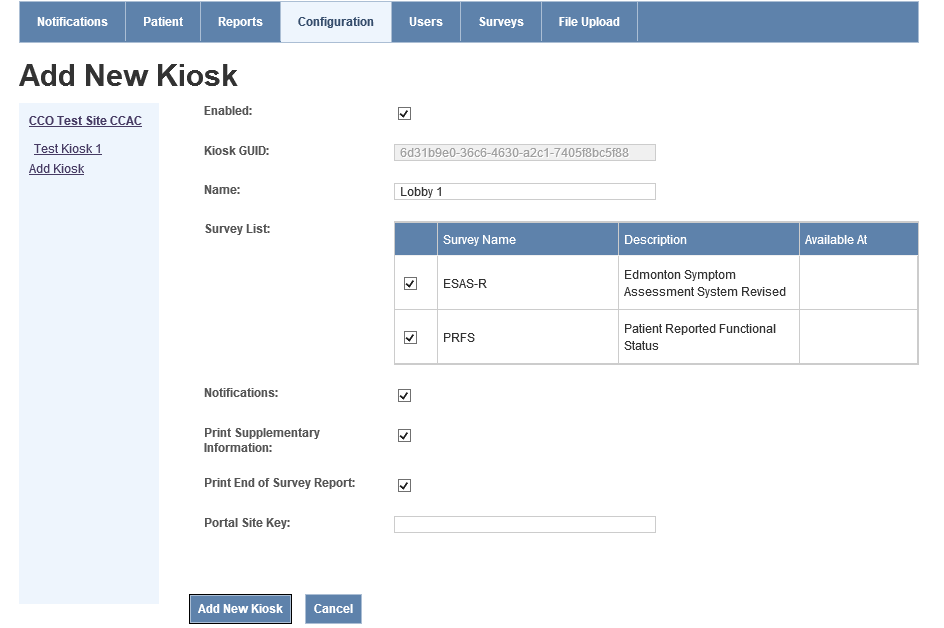 Notifications Patient Reports Configuration Users Surveys File Upload
Add New Kiosk
CCO Test Site CCAC
Test Kiosk 1
Add Kiosk
Enabled:
Kiosk GUID: 6d31b9e0-36c6-4630-a2c1-7405f8bc5f88
Name: Lobby 1
Survey List:
Survey Name Description Available At
ESAS-R Edmonton Symptom
Assessment System Revised
PRFS Patient Reported Functional
Status
Notifications:
Print Supplementary
Information:
Print End of Survey Report:
Portal Site Key:
Add New Kiosk Cancel